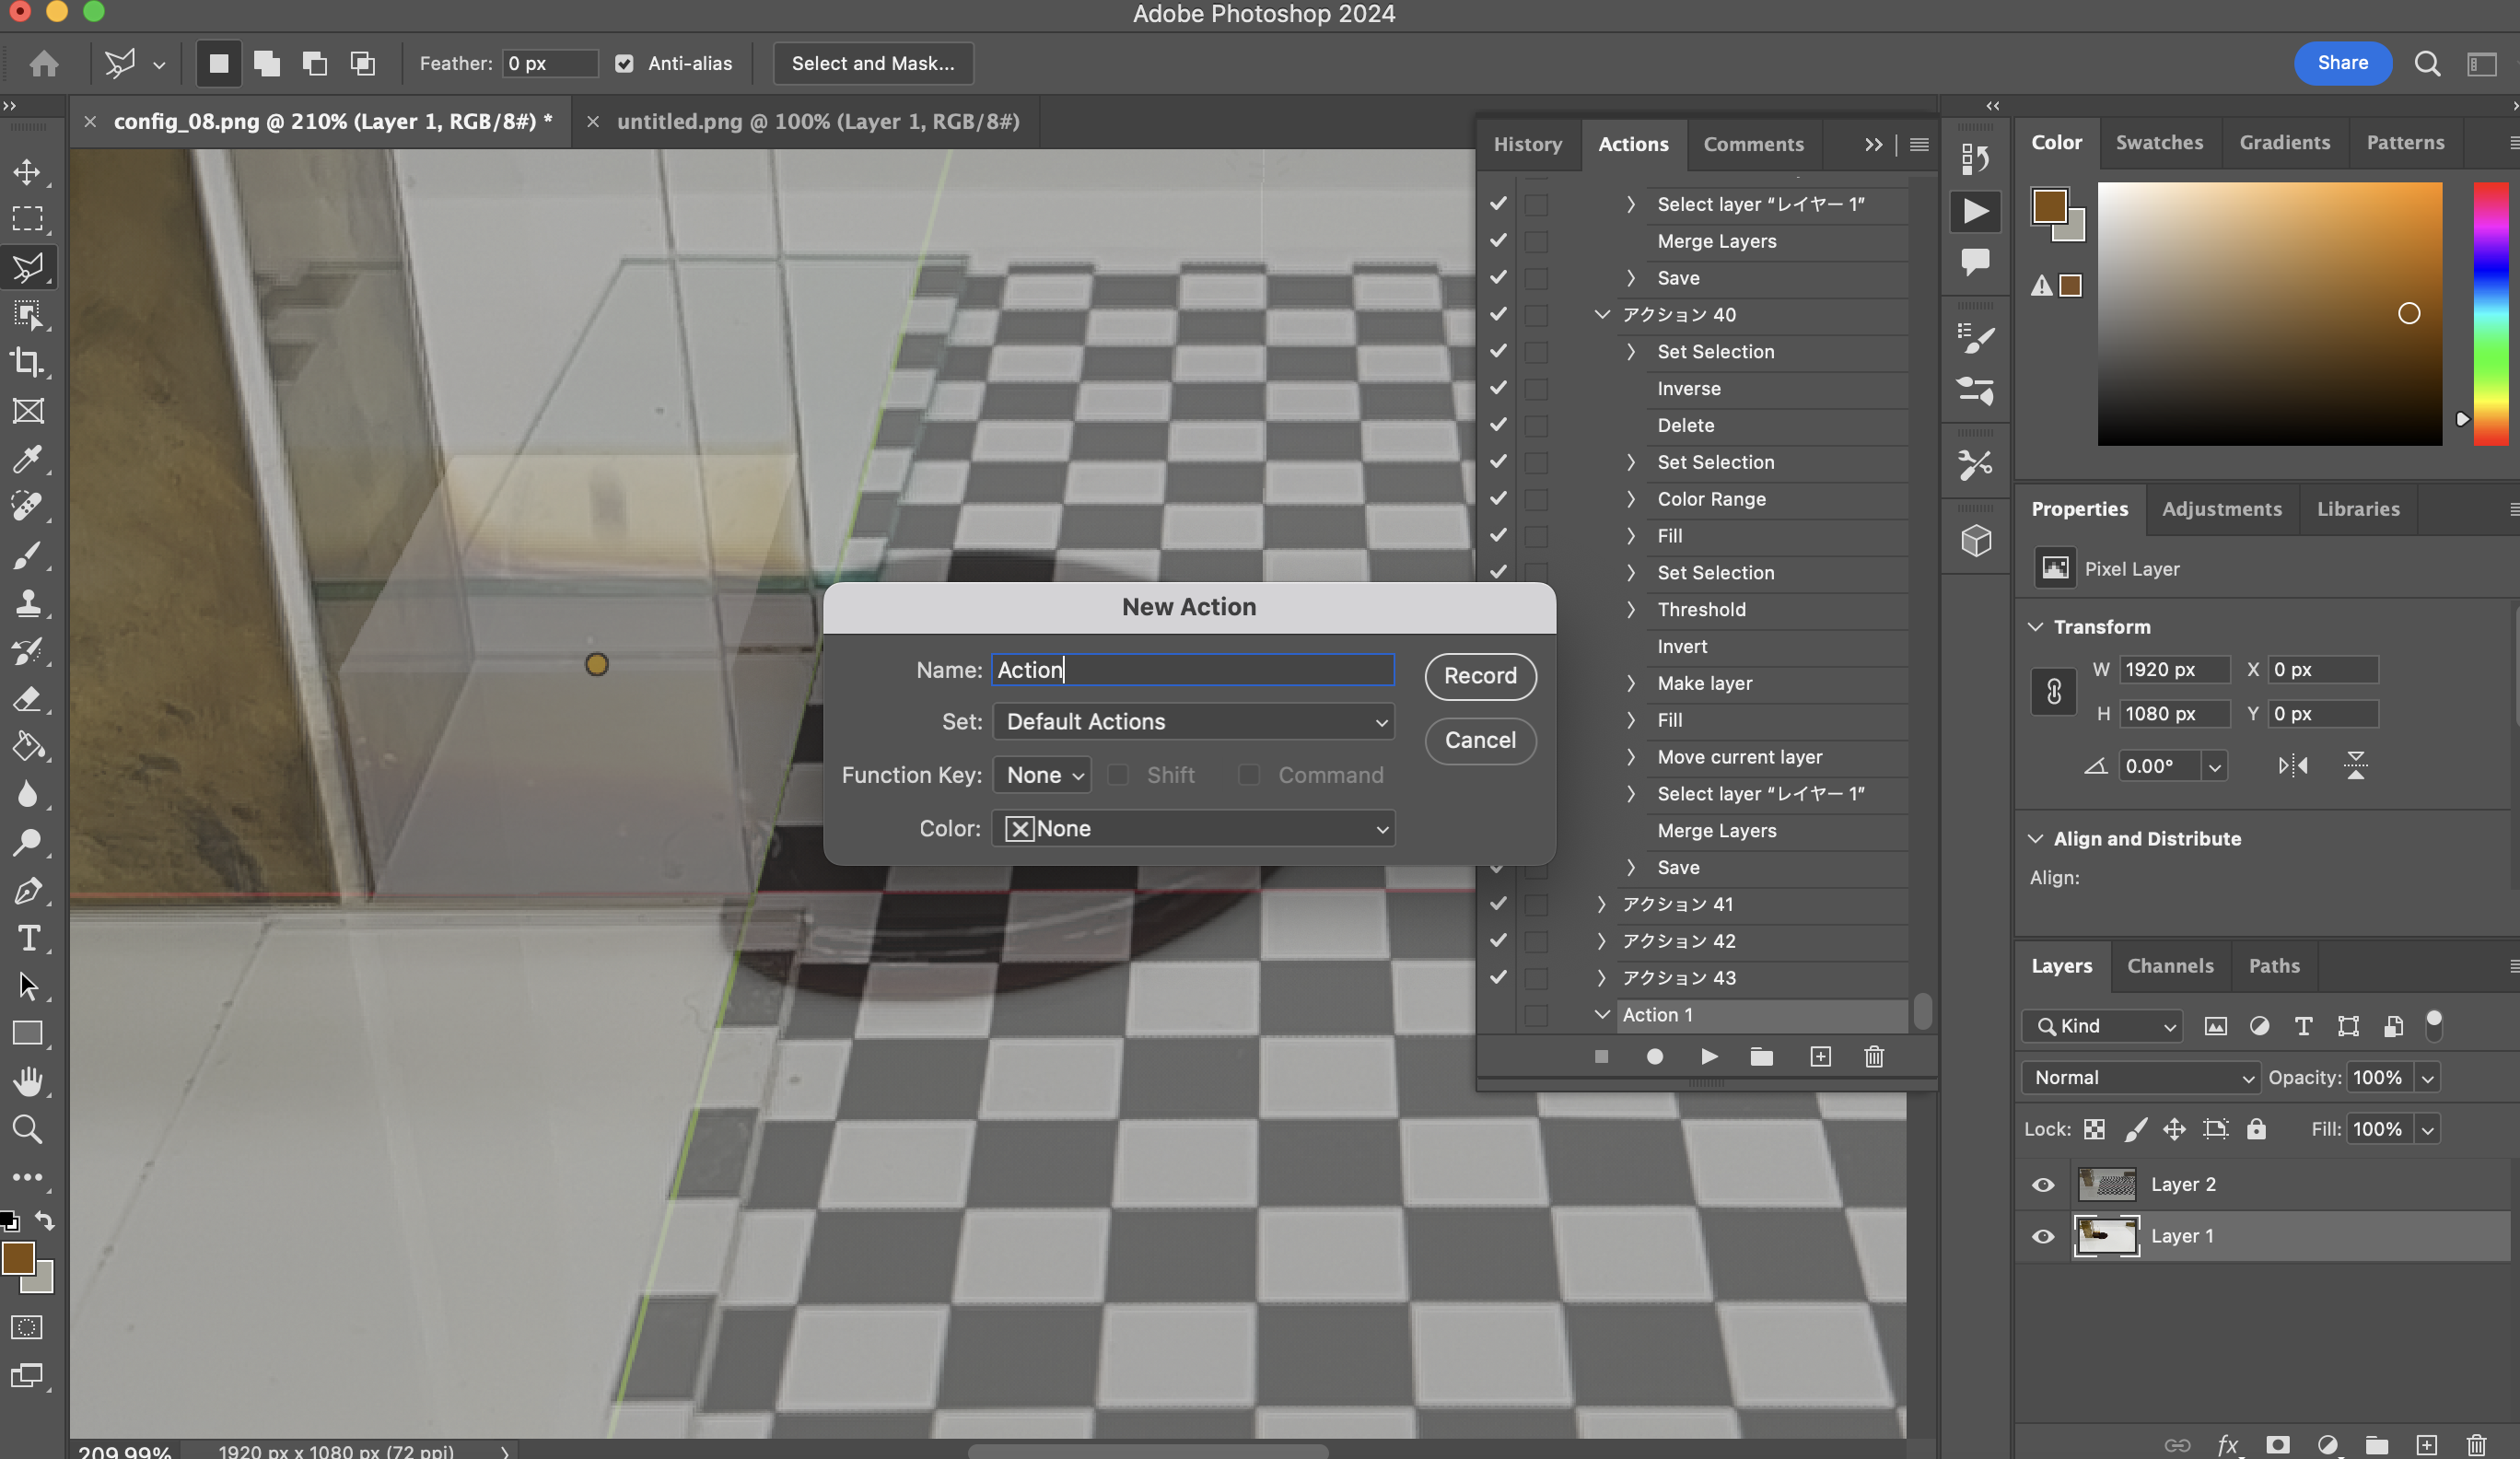 Adobe Photoshop 2024
Feather: 0 px Anti-alias Select and Mask... Share
config_08.png @ 210% (Layer 1, RGB/8#) * untitled.png @ 100% (Layer 1, RGB/8#)
History Actions Comments
Select layer “レイヤー 1”
Merge Layers
Save
アクション 40
Set Selection
Inverse
Delete
Set Selection
Color Range
Fill
Set Selection
Threshold
Invert
Make layer
Fill
Move current layer
Select layer “レイヤー 1”
Merge Layers
Save
アクション 41
アクション 42
アクション 43
Action 1
New Action
Name: Action
Set: Default Actions
Function Key: None Shift Command
Color: None
Record
Cancel
Color Swatches Gradients Patterns
Properties Adjustments Libraries
Pixel Layer
Transform
W 1920 px X 0 px
H 1080 px Y 0 px
0.00°
Align and Distribute
Align:
Layers Channels Paths
Kind
Normal Opacity: 100%
Lock: Fill: 100%
Layer 2
Layer 1
209.99% 1920 px x 1080 px (72 ppi)